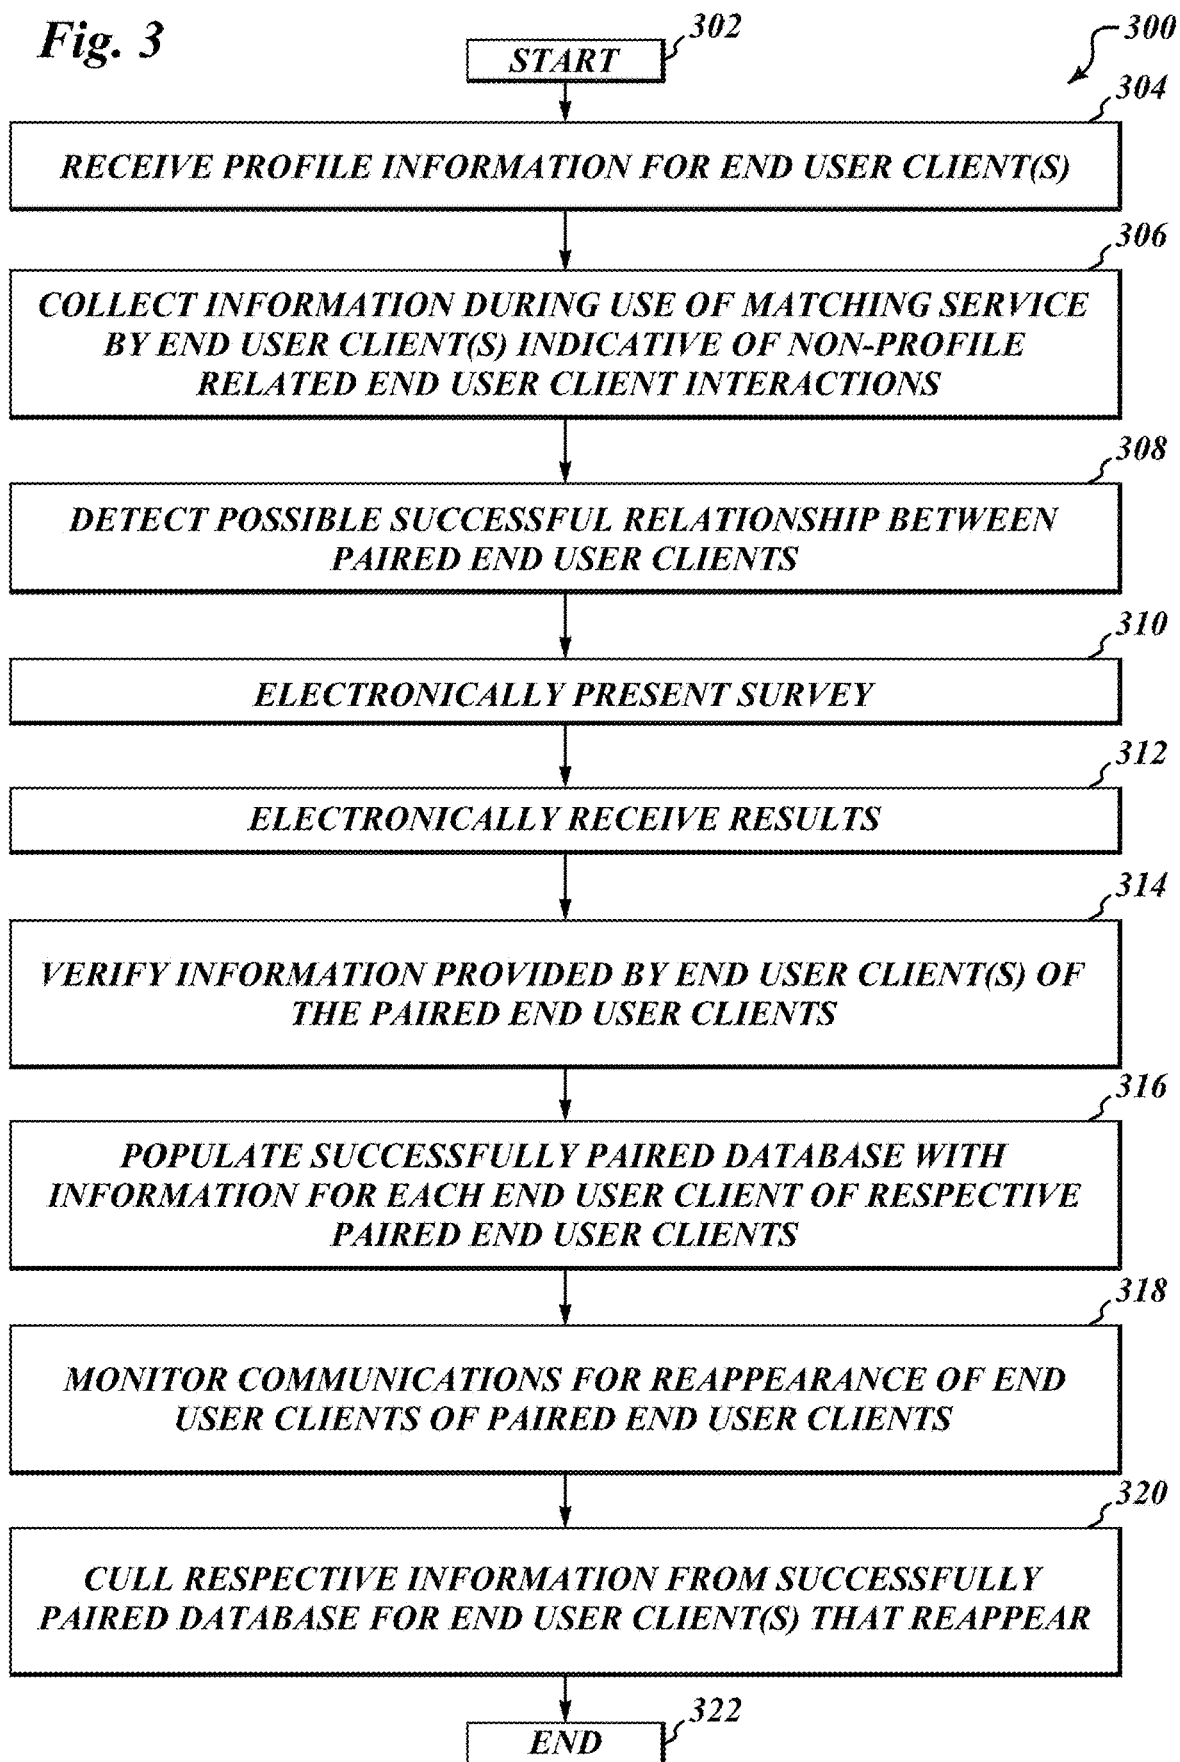 Fig. 3
302
300
START
304
RECEIVE PROFILE INFORMATION FOR END USER CLIENT(S)
306
COLLECT INFORMATION DURING USE OF MATCHING SERVICE
BY END USER CLIENT(S) INDICATIVE OF NON-PROFILE
RELATED END USER CLIENT INTERACTIONS
308
DETECT POSSIBLE SUCCESSFUL RELATIONSHIP BETWEEN
PAIRED END USER CLIENTS
310
ELECTRONICALLY PRESENT SURVEY
312
ELECTRONICALLY RECEIVE RESULTS
314
VERIFY INFORMATION PROVIDED BY END USER CLIENT(S) OF
THE PAIRED END USER CLIENTS
316
POPULATE SUCCESSFULLY PAIRED DATABASE WITH
INFORMATION FOR EACH END USER CLIENT OF RESPECTIVE
PAIRED END USER CLIENTS
318
MONITOR COMMUNICATIONS FOR REAPPEARANCE OF END
USER CLIENTS OF PAIRED END USER CLIENTS
320
CULL RESPECTIVE INFORMATION FROM SUCCESSFULLY
PAIRED DATABASE FOR END USER CLIENT(S) THAT REAPPEAR
322
END